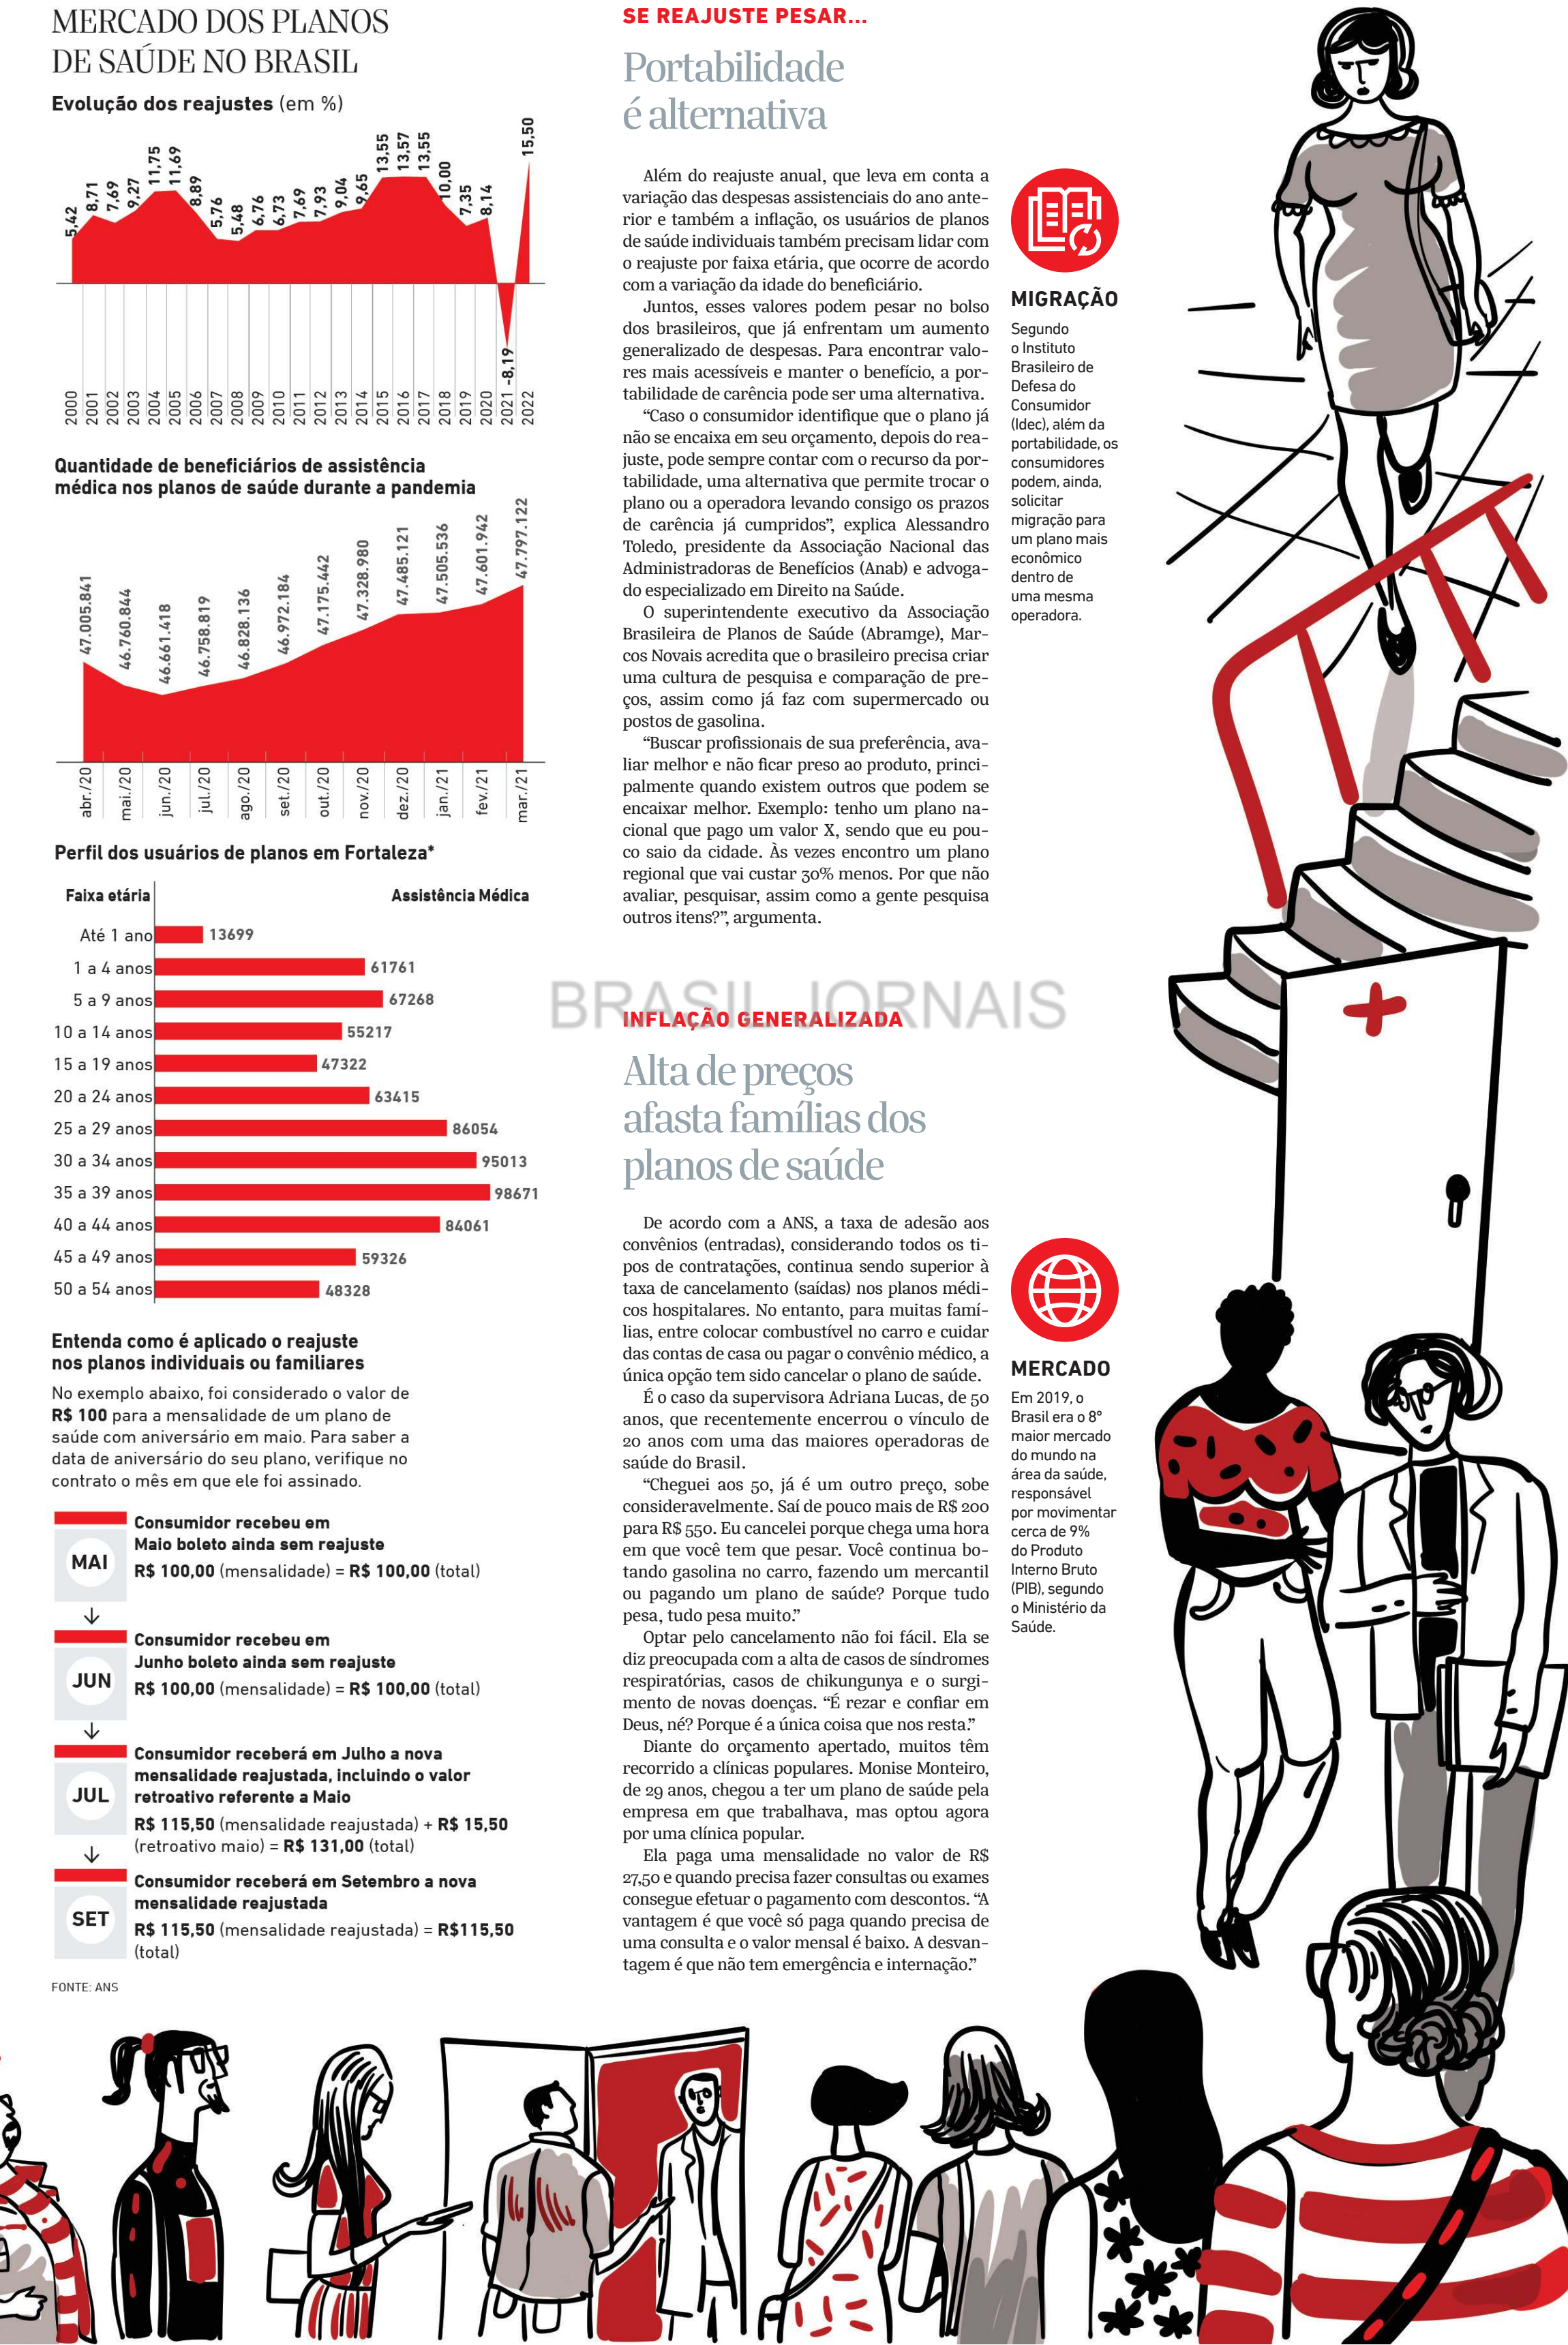 MERCADO DOS PLANOS
DE SAÚDE NO BRASIL
Evolução dos reajustes (em %)
5,42
8,71
7,69
9,27
11,75
11,69
8,89
5,76
5,48
6,76
6,73
7,69
7,93
9,04
9,65
13,55
13,57
13,55
10,00
7,35
8,14
-8,19
15,50
2000
2001
2002
2003
2004
2005
2006
2007
2008
2009
2010
2011
2012
2013
2014
2015
2016
2017
2018
2019
2020
2021
2022
Quantidade de beneficiários de assistência
médica nos planos de saúde durante a pandemia
47.005.841
46.760.844
46.661.418
46.758.819
46.828.136
46.972.184
47.175.442
47.328.980
47.485.121
47.505.536
47.601.942
47.797.122
abr./20
mai./20
jun./20
jul./20
ago./20
set./20
out./20
nov./20
dez./20
jan./21
fev./21
mar./21
Perfil dos usuários de planos em Fortaleza*
Faixa etária Assistência Médica
Até 1 ano 13699
1 a 4 anos 61761
5 a 9 anos 67268
10 a 14 anos 55217
15 a 19 anos 47322
20 a 24 anos 63415
25 a 29 anos 86054
30 a 34 anos 95013
35 a 39 anos 98671
40 a 44 anos 84061
45 a 49 anos 59326
50 a 54 anos 48328
Entenda como é aplicado o reajuste
nos planos individuais ou familiares
No exemplo abaixo, foi considerado o valor de
R$ 100 para a mensalidade de um plano de
saúde com aniversário em maio. Para saber a
data de aniversário do seu plano, verifique no
contrato o mês em que ele foi assinado.
MAI
Consumidor recebeu em
Maio boleto ainda sem reajuste
R$ 100,00 (mensalidade) = R$ 100,00 (total)
JUN
Consumidor recebeu em
Junho boleto ainda sem reajuste
R$ 100,00 (mensalidade) = R$ 100,00 (total)
JUL
Consumidor receberá em Julho a nova
mensalidade reajustada, incluindo o valor
retroativo referente a Maio
R$ 115,50 (mensalidade reajustada) + R$ 15,50
(retroativo maio) = R$ 131,00 (total)
SET
Consumidor receberá em Setembro a nova
mensalidade reajustada
R$ 115,50 (mensalidade reajustada) = R$115,50
(total)
FONTE: ANS
SE REAJUSTE PESAR...
Portabilidade
é alternativa
Além do reajuste anual, que leva em conta a
variação das despesas assistenciais do ano ante-
rior e também a inflação, os usuários de planos
de saúde individuais também precisam lidar com
o reajuste por faixa etária, que ocorre de acordo
com a variação da idade do beneficiário.
Juntos, esses valores podem pesar no bolso
dos brasileiros, que já enfrentam um aumento
generalizado de despesas. Para encontrar valo-
res mais acessíveis e manter o benefício, a por-
tabilidade de carência pode ser uma alternativa.
“Caso o consumidor identifique que o plano já
não se encaixa em seu orçamento, depois do rea-
juste, pode sempre contar com o recurso da por-
tabilidade, uma alternativa que permite trocar o
plano ou a operadora levando consigo os prazos
de carência já cumpridos”, explica Alessandro
Toledo, presidente da Associação Nacional das
Administradoras de Benefícios (Anab) e advoga-
do especializado em Direito na Saúde.
O superintendente executivo da Associação
Brasileira de Planos de Saúde (Abramge), Mar-
cos Novais acredita que o brasileiro precisa criar
uma cultura de pesquisa e comparação de pre-
ços, assim como já faz com supermercado ou
postos de gasolina.
“Buscar profissionais de sua preferência, ava-
liar melhor e não ficar preso ao produto, princi-
palmente quando existem outros que podem se
encaixar melhor. Exemplo: tenho um plano na-
cional que pago um valor X, sendo que eu pou-
co saio da cidade. Às vezes encontro um plano
regional que vai custar 30% menos. Por que não
avaliar, pesquisar, assim como a gente pesquisa
outros itens?”, argumenta.
MIGRAÇÃO
Segundo
o Instituto
Brasileiro de
Defesa do
Consumidor
(Idec), além da
portabilidade, os
consumidores
podem, ainda,
solicitar
migração para
um plano mais
econômico
dentro de
uma mesma
operadora.
BRASIL JORNAIS
INFLAÇÃO GENERALIZADA
Alta de preços
afasta famílias dos
planos de saúde
De acordo com a ANS, a taxa de adesão aos
convênios (entradas), considerando todos os ti-
pos de contratações, continua sendo superior à
taxa de cancelamento (saídas) nos planos médi-
cos hospitalares. No entanto, para muitas famí-
lias, entre colocar combustível no carro e cuidar
das contas de casa ou pagar o convênio médico, a
única opção tem sido cancelar o plano de saúde.
É o caso da supervisora Adriana Lucas, de 50
anos, que recentemente encerrou o vínculo de
20 anos com uma das maiores operadoras de
saúde do Brasil.
“Cheguei aos 50, já é um outro preço, sobe
consideravelmente. Saí de pouco mais de R$ 200
para R$ 550. Eu cancelei porque chega uma hora
em que você tem que pesar. Você continua bo-
tando gasolina no carro, fazendo um mercantil
ou pagando um plano de saúde? Porque tudo
pesa, tudo pesa muito.”
Optar pelo cancelamento não foi fácil. Ela se
diz preocupada com a alta de casos de síndromes
respiratórias, casos de chikungunya e o surgi-
mento de novas doenças. “É rezar e confiar em
Deus, né? Porque é a única coisa que nos resta.”
Diante do orçamento apertado, muitos têm
recorrido a clínicas populares. Monise Monteiro,
de 29 anos, chegou a ter um plano de saúde pela
empresa em que trabalhava, mas optou agora
por uma clínica popular.
Ela paga uma mensalidade no valor de R$
27,50 e quando precisa fazer consultas ou exames
consegue efetuar o pagamento com descontos. “A
vantagem é que você só paga quando precisa de
uma consulta e o valor mensal é baixo. A desvan-
tagem é que não tem emergência e internação.”
MERCADO
Em 2019, o
Brasil era o 8º
maior mercado
do mundo na
área da saúde,
responsável
por movimentar
cerca de 9%
do Produto
Interno Bruto
(PIB), segundo
o Ministério da
Saúde.